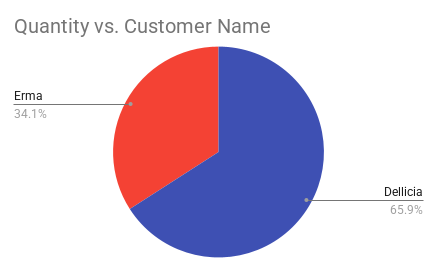 Quantity vs. Customer Name
Erma
34.1%
Dellicia
65.9%